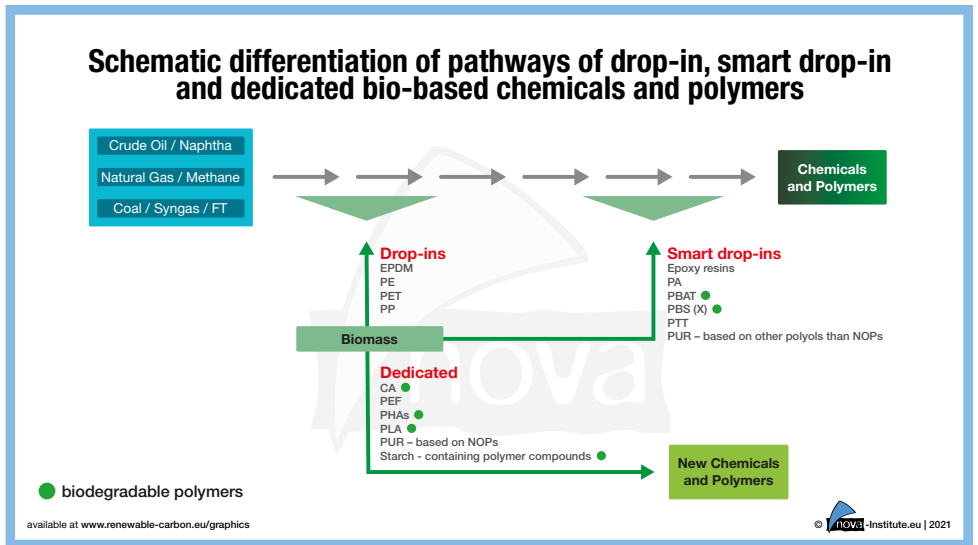 Schematic differentiation of pathways of drop-in, smart drop-in
and dedicated bio-based chemicals and polymers
Crude Oil / Naphtha
Natural Gas / Methane
Coal / Syngas / FT
Chemicals
and Polymers
Drop-ins
EPDM
PE
PET
PP
Smart drop-ins
Epoxy resins
PA
PBAT
PBS (X)
PTT
PUR – based on other polyols than NOPs
Biomass
nova
Dedicated
CA
PEF
PHAs
PLA
PUR – based on NOPs
Starch - containing polymer compounds
New Chemicals
and Polymers
biodegradable polymers
available at www.renewable-carbon.eu/graphics
© nova-Institute.eu | 2021